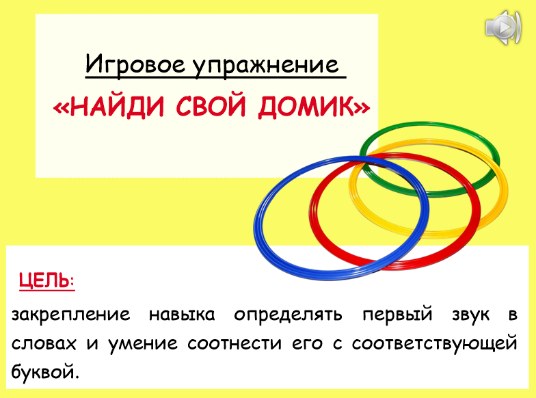 Игровое упражнение
«НАЙДИ СВОЙ ДОМИК»
ЦЕЛЬ:
закрепление навыка определять первый звук в
словах и умение соотнести его с соответствующей
буквой.